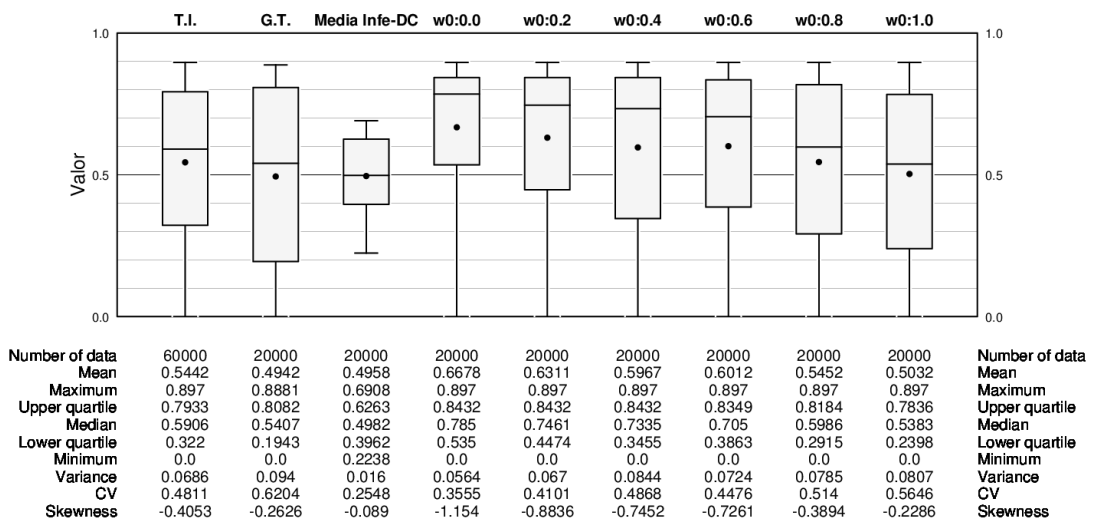 T.I. G.T. Media Infe-DC w0:0.0 w0:0.2 w0:0.4 w0:0.6 w0:0.8 w0:1.0
1.0 1.0
Valor
0.5 0.5
0.0 0.0
Number of data 60000 20000 20000 20000 20000 20000 20000 20000 20000 Number of data
Mean 0.5442 0.4942 0.4958 0.6678 0.6311 0.5967 0.6012 0.5452 0.5032 Mean
Maximum 0.897 0.8881 0.6908 0.897 0.897 0.897 0.897 0.897 0.897 Maximum
Upper quartile 0.7933 0.8082 0.6263 0.8432 0.8432 0.8432 0.8349 0.8184 0.7836 Upper quartile
Median 0.5906 0.5407 0.4982 0.785 0.7461 0.7335 0.705 0.5986 0.5383 Median
Lower quartile 0.322 0.1943 0.3962 0.535 0.4474 0.3455 0.3863 0.2915 0.2398 Lower quartile
Minimum 0.0 0.0 0.2238 0.0 0.0 0.0 0.0 0.0 0.0 Minimum
Variance 0.0686 0.094 0.016 0.0564 0.067 0.0844 0.0724 0.0785 0.0807 Variance
CV 0.4811 0.6204 0.2548 0.3555 0.4101 0.4868 0.4476 0.514 0.5646 CV
Skewness -0.4053 -0.2626 -0.089 -1.154 -0.8836 -0.7452 -0.7261 -0.3894 -0.2286 Skewness